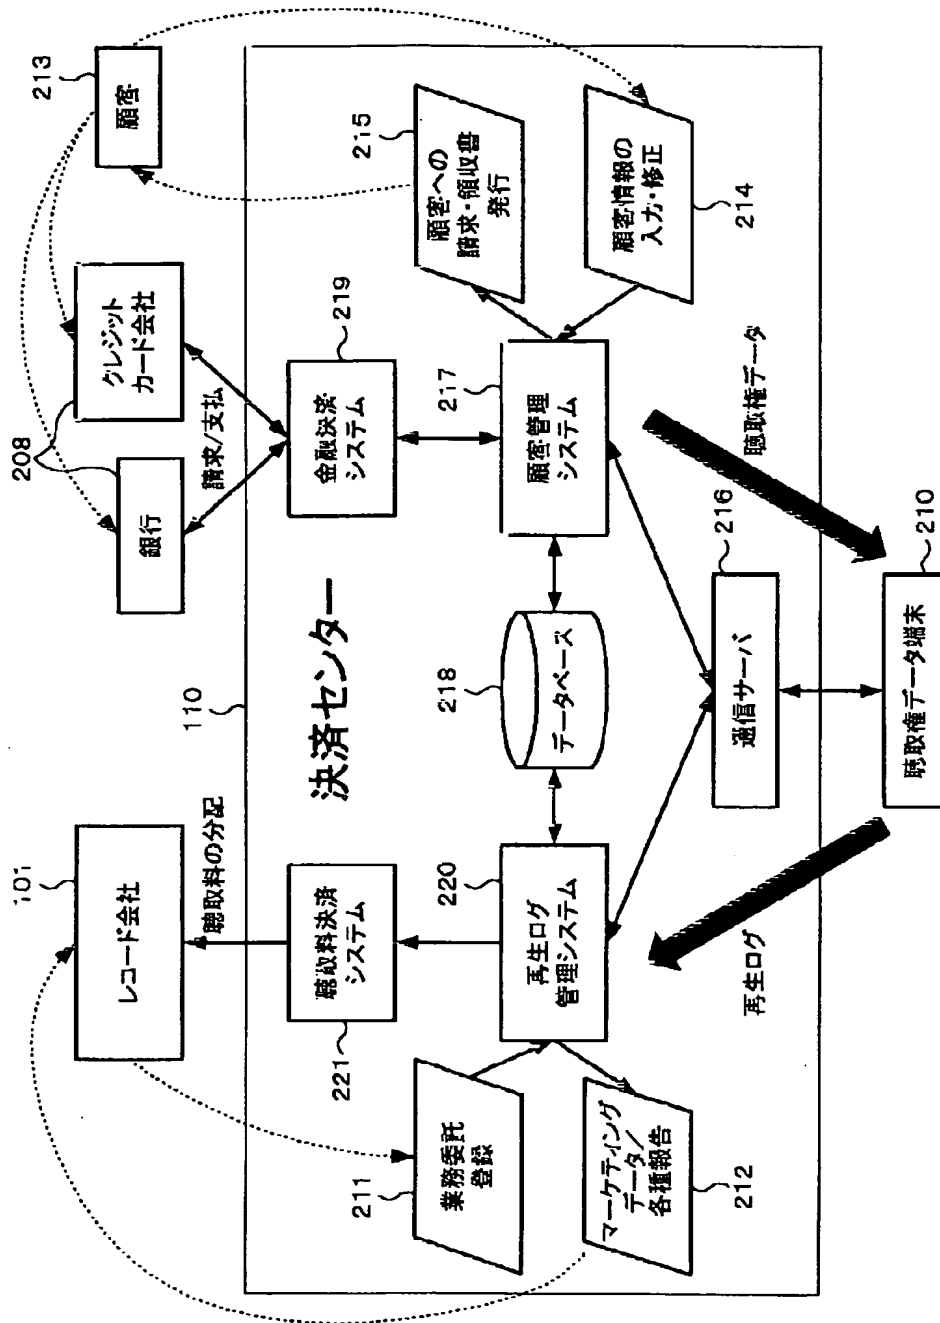 101
レコード会社
聴取料の分配
110
208
銀行
クレジット
カード会社
請求/支払
213
顧客
決済センター
221
聴取料決済
システム
金融決済
システム
219
211
業務委託
登録
220
再生ログ
管理システム
218
データベース
217
顧客管理
システム
215
顧客への
請求・領収書
発行
マーケティング
データ/
各種報告
212
顧客情報の
入力・修正
214
再生ログ
通信サーバ
216
聴取権データ
聴取権データ端末
210